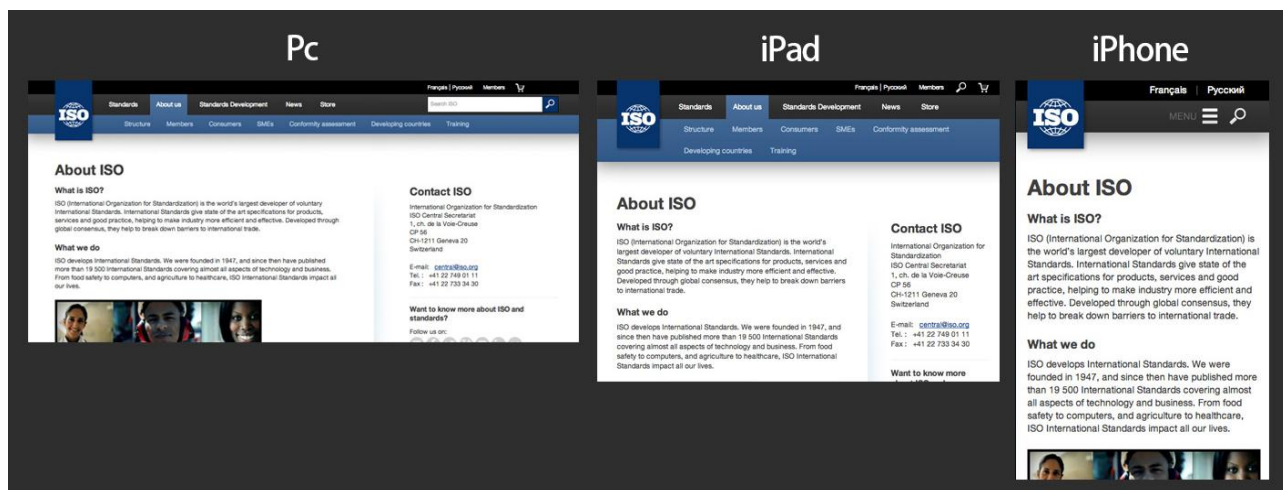 Pc
iPad
iPhone
Français | Русский Members
ISO
Standards About us Standards Development News Store
Search ISO
Structure Members Consumers SMEs Conformity assessment Developing countries Training
About ISO
What is ISO?
ISO (International Organization for Standardization) is the world's largest developer of voluntary
International Standards. International Standards give state of the art specifications for products,
services and good practice, helping to make industry more efficient and effective. Developed through
global consensus, they help to break down barriers to international trade.
What we do
ISO develops International Standards. We were founded in 1947, and since then have published
more than 19 500 International Standards covering almost all aspects of technology and business.
From food safety to computers, and agriculture to healthcare, ISO International Standards impact all
our lives.
Contact ISO
International Organization for Standardization
ISO Central Secretariat
1, ch. de la Voie-Creuse
CP 56
CH-1211 Geneva 20
Switzerland
E-mail: central@iso.org
Tel. : +41 22 749 01 11
Fax : +41 22 733 34 30
Want to know more about ISO and
standards?
Follow us on:
Français | Русский Members
ISO
Standards About us Standards Development News Store
Structure Members Consumers SMEs Conformity assessment
Developing countries Training
About ISO
What is ISO?
ISO (International Organization for Standardization) is the world's
largest developer of voluntary International Standards. International
Standards give state of the art specifications for products, services and
good practice, helping to make industry more efficient and effective.
Developed through global consensus, they help to break down barriers
to international trade.
What we do
ISO develops International Standards. We were founded in 1947, and
since then have published more than 19 500 International Standards
covering almost all aspects of technology and business. From food
safety to computers, and agriculture to healthcare, ISO International
Standards impact all our lives.
Contact ISO
International Organization for
Standardization
ISO Central Secretariat
1, ch. de la Voie-Creuse
CP 56
CH-1211 Geneva 20
Switzerland
E-mail: central@iso.org
Tel. : +41 22 749 01 11
Fax : +41 22 733 34 30
Want to know more
Français | Русский
ISO
MENU
About ISO
What is ISO?
ISO (International Organization for Standardization) is
the world's largest developer of voluntary International
Standards. International Standards give state of the
art specifications for products, services and good
practice, helping to make industry more efficient and
effective. Developed through global consensus, they
help to break down barriers to international trade.
What we do
ISO develops International Standards. We were
founded in 1947, and since then have published more
than 19 500 International Standards covering almost
all aspects of technology and business. From food
safety to computers, and agriculture to healthcare,
ISO International Standards impact all our lives.